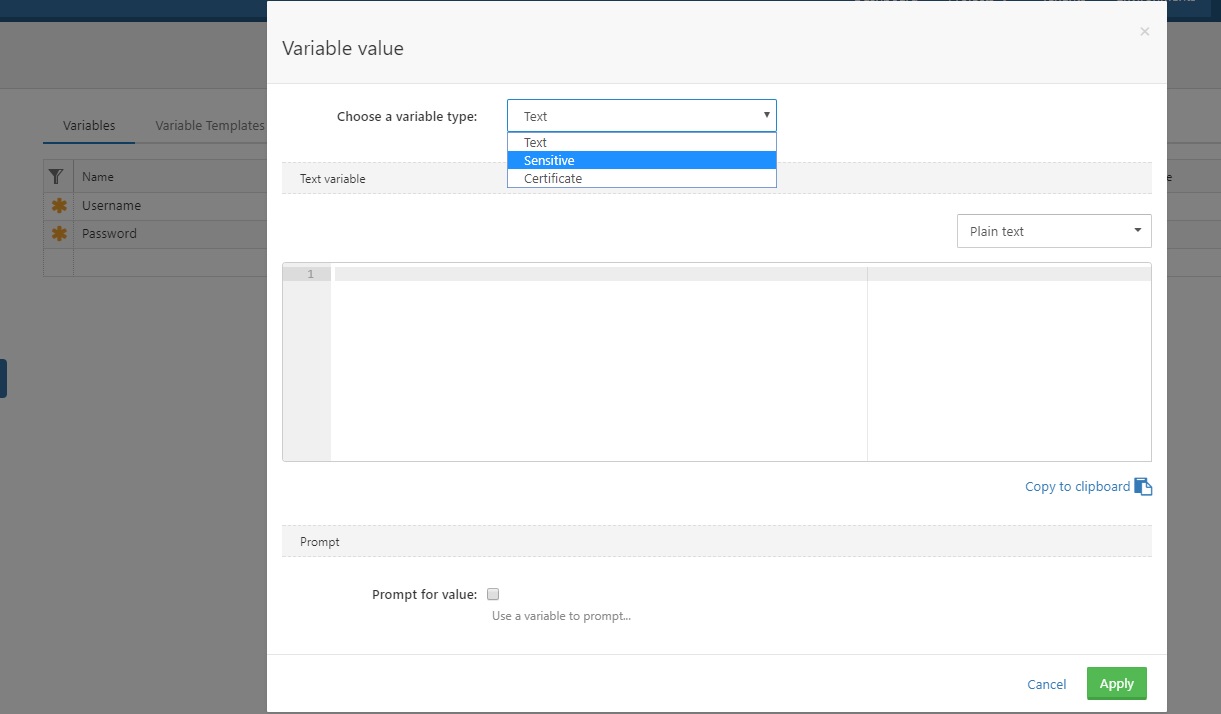 Variable value
×
Choose a variable type:
Text
Text
Sensitive
Certificate
Variables
Variable Templates
Text variable
Name
Username
Password
Plain text
1
Copy to clipboard
Prompt
Prompt for value:
Use a variable to prompt...
Cancel
Apply